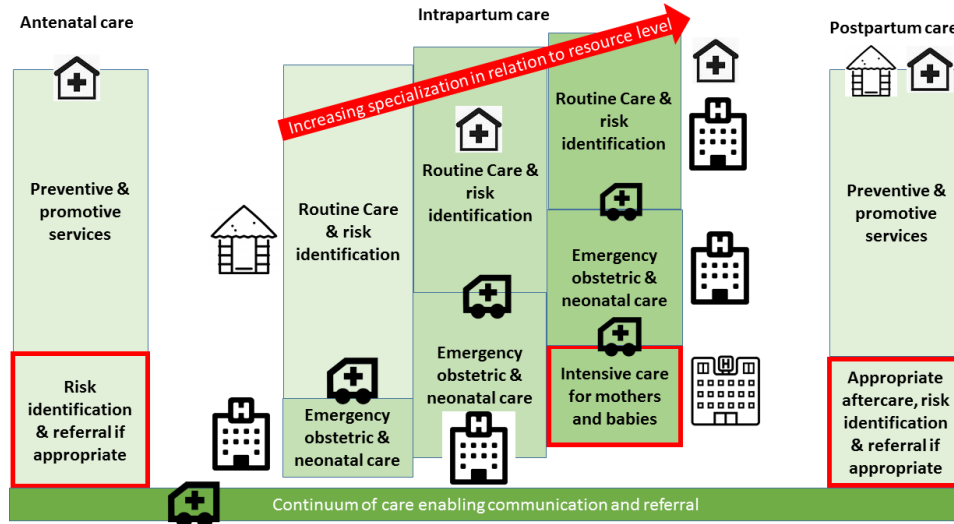 Antenatal care
Intrapartum care
Postpartum care
Preventive &
promotive
services
Risk
identification
& referral if
appropriate
Increasing specialization in relation to resource level
Routine Care
& risk
identification
Emergency
obstetric &
neonatal care
Routine Care &
risk
identification
Emergency
obstetric &
neonatal care
Routine Care &
risk
identification
Emergency
obstetric &
neonatal care
Intensive care
for mothers
and babies
H
H
H
H
H
Preventive &
promotive
services
Appropriate
aftercare, risk
identification
& referral if
appropriate
Continuum of care enabling communication and referral